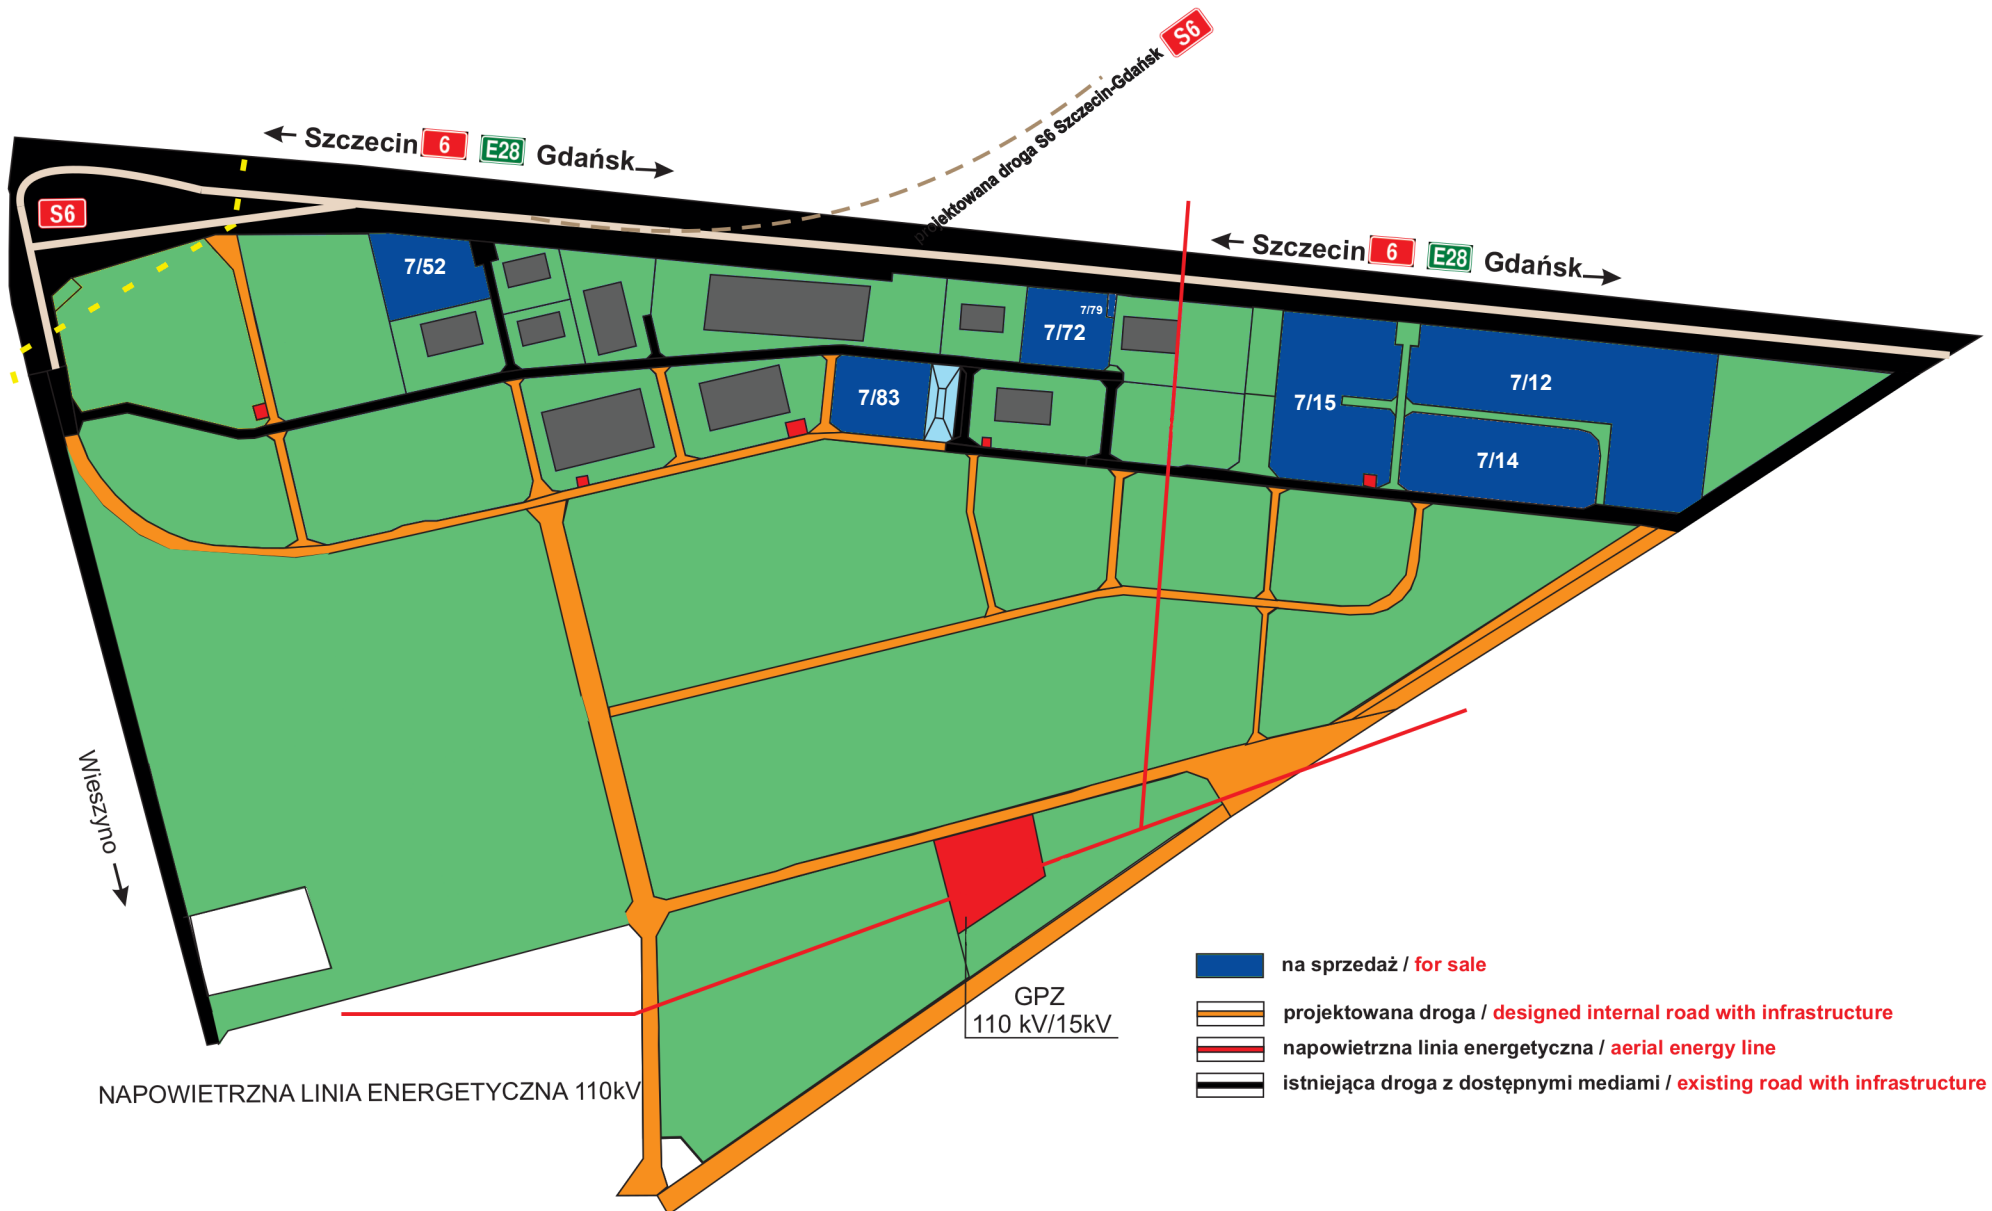 S6
projektowana droga S6 Szczecin-Gdańsk
Szczecin 6 E28 Gdańsk
S6
Szczecin 6 E28 Gdańsk
7/52
7/79
7/72
7/83
7/15
7/12
7/14
Wieszyno
GPZ
110 kV/15kV
NAPOWIETRZNA LINIA ENERGETYCZNA 110kV
na sprzedaż / for sale
projektowana droga / designed internal road with infrastructure
napowietrzna linia energetyczna / aerial energy line
istniejąca droga z dostępnymi mediami / existing road with infrastructure